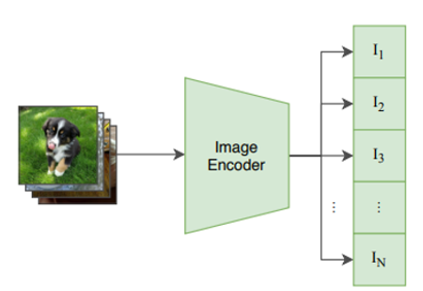 I1
I2
Image
Encoder
I3
⋮
⋮
IN